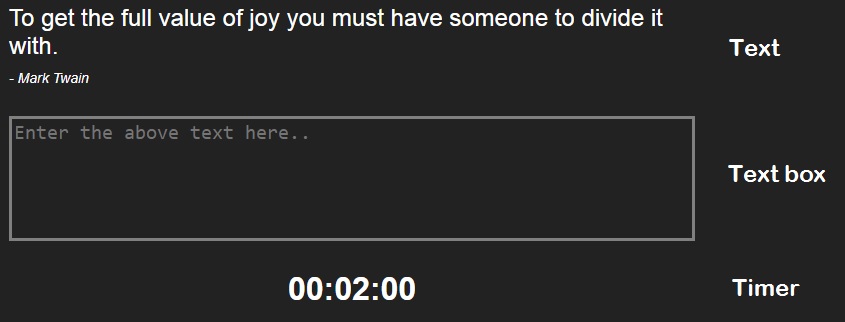 To get the full value of joy you must have someone to divide it
with.
Text
- Mark Twain
Enter the above text here..
Text box
00:02:00
Timer